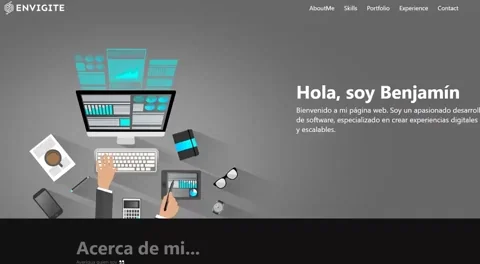 ENVIGITE
AboutMe Skills Portfolio Experience Contact
Hola, soy Benjamín
Bienvenido a mi página web. Soy un apasionado desarroll
de software, especializado en crear experiencias digitales
y escalables.
Acerca de mi...